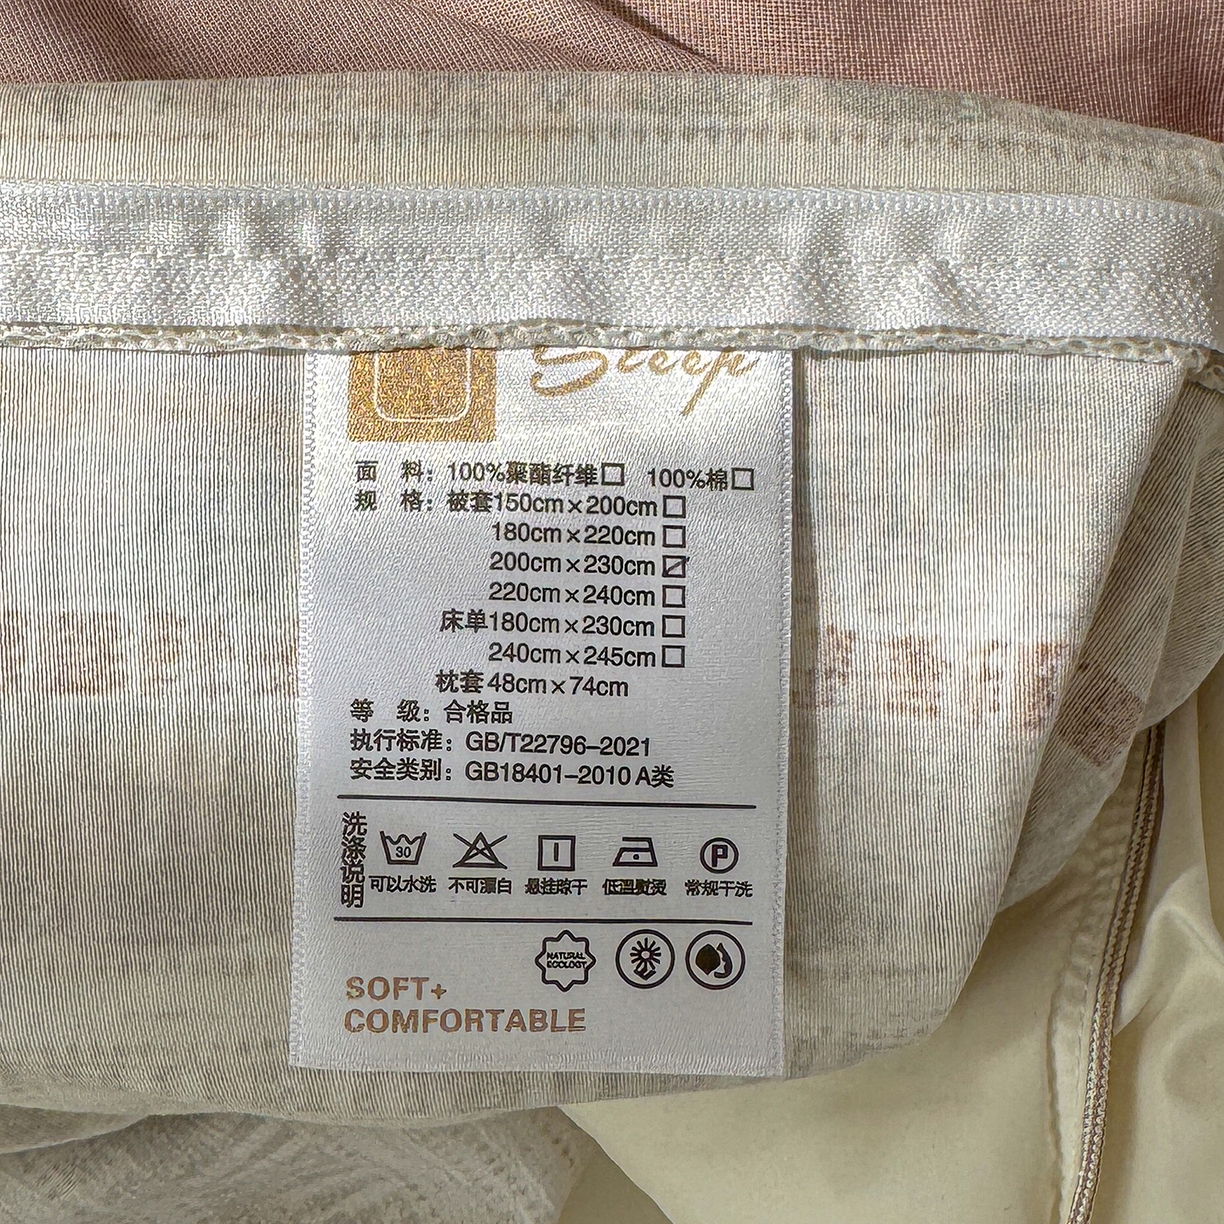 Sleep
面 料：100%聚酯纤维□ 100%棉□
规 格：被套150cm×200cm□
180cm×220cm□
200cm×230cm☑
220cm×240cm□
床单180cm×230cm□
240cm×245cm□
枕套48cm×74cm
等 级：合格品
执行标准：GB/T22796–2021
安全类别：GB18401–2010 A类
洗涤说明
30
P
可以水洗 不可漂白 悬挂晾干 低温熨烫 常规干洗
NATURAL
ECOLOGY
SOFT+
COMFORTABLE